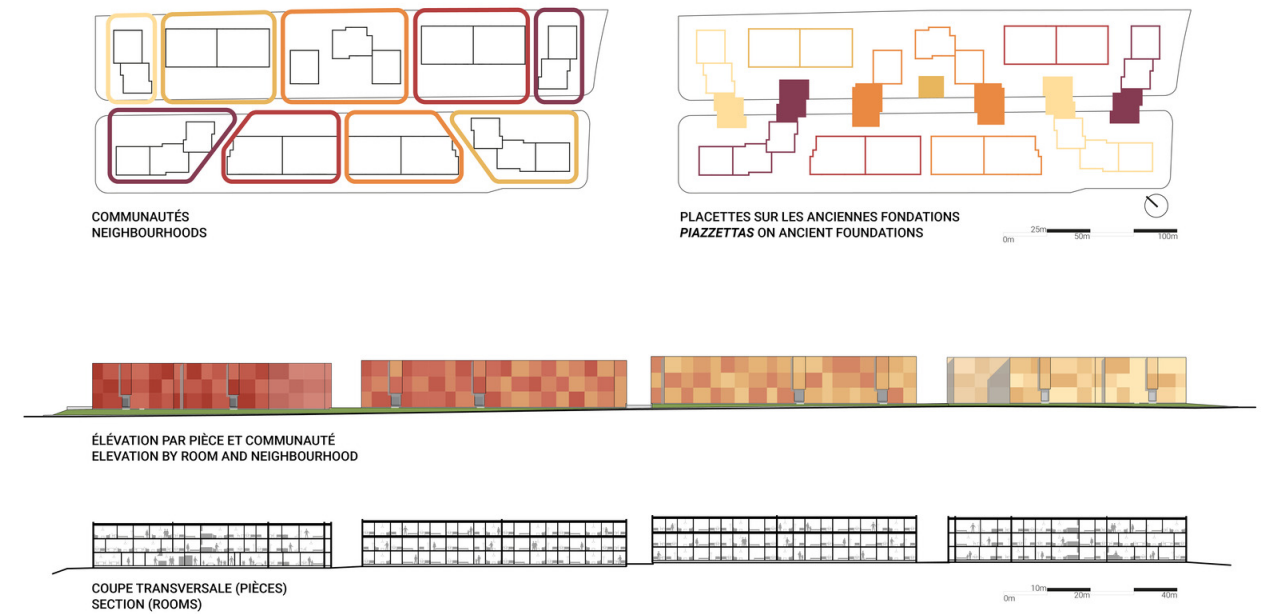 COMMUNAUTÉS
NEIGHBOURHOODS
PLACETTES SUR LES ANCIENNES FONDATIONS
PIAZZETTAS ON ANCIENT FOUNDATIONS
0m 25m 50m 100m
ÉLÉVATION PAR PIÈCE ET COMMUNAUTÉ
ELEVATION BY ROOM AND NEIGHBOURHOOD
COUPE TRANSVERSALE (PIÈCES)
SECTION (ROOMS)
0m 10m 20m 40m